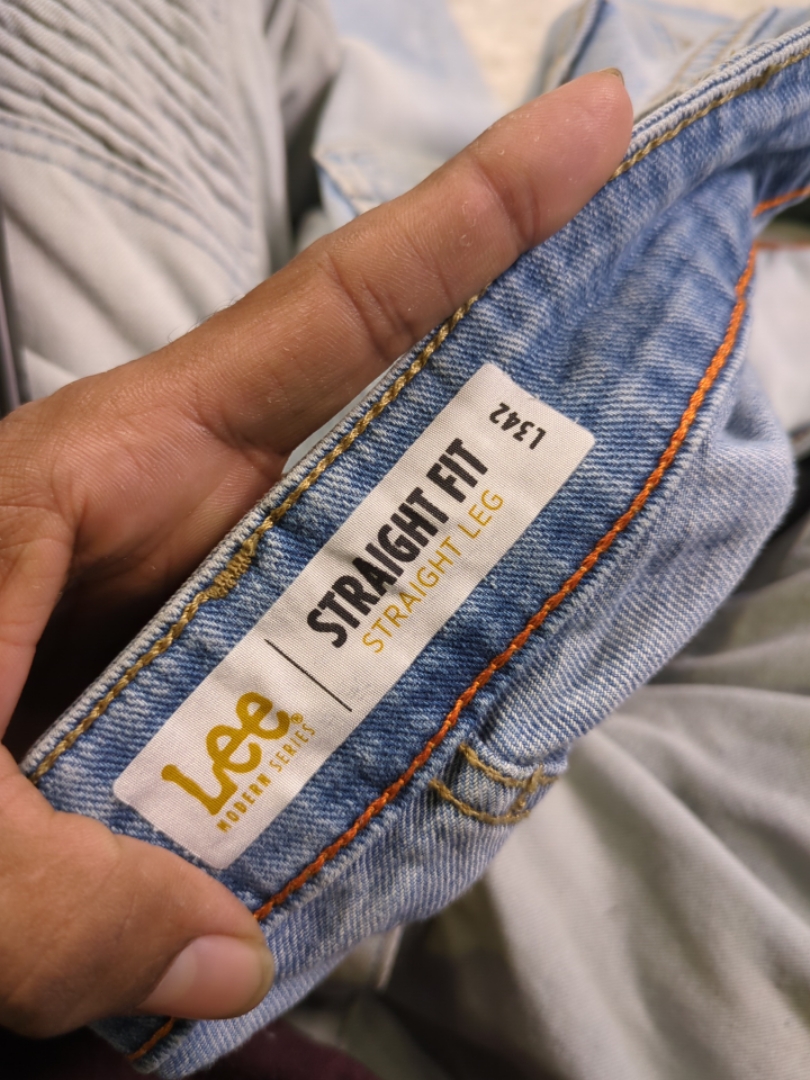 Lee®
MODERN SERIES
STRAIGHT FIT
STRAIGHT LEG
L342